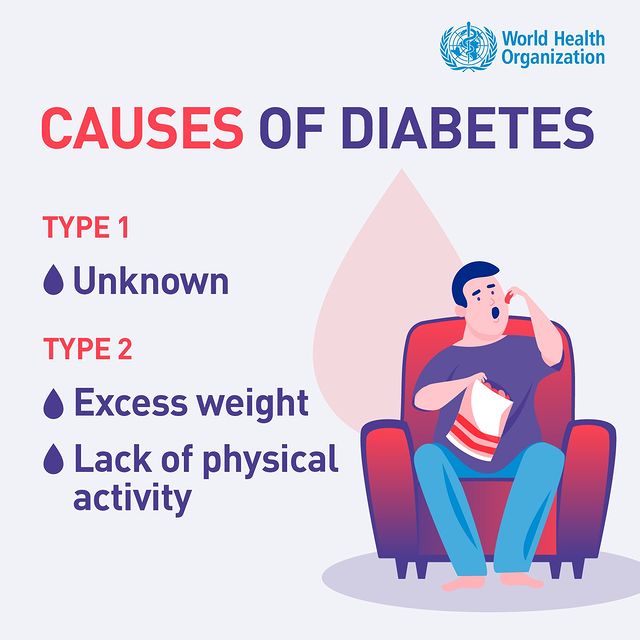 World Health
Organization
CAUSES OF DIABETES
TYPE 1
Unknown
TYPE 2
Excess weight
Lack of physical
activity